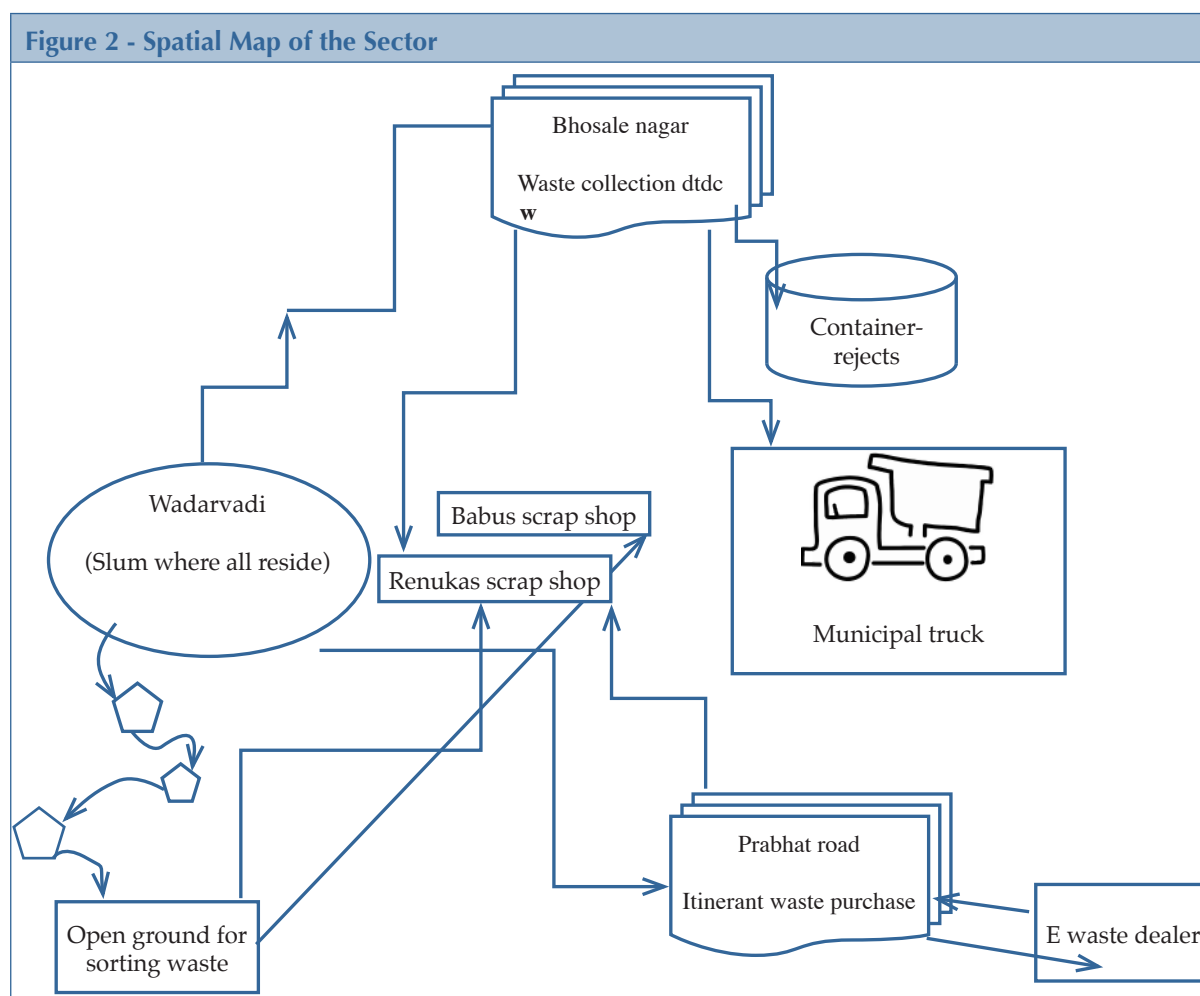 Figure 2 - Spatial Map of the Sector
Bhosale nagar
Waste collection dtdc
w
Container-
rejects
Wadarvadi
(Slum where all reside)
Babus scrap shop
Renukas scrap shop
Municipal truck
Prabhat road
Itinerant waste purchase
Open ground for
sorting waste
E waste dealer